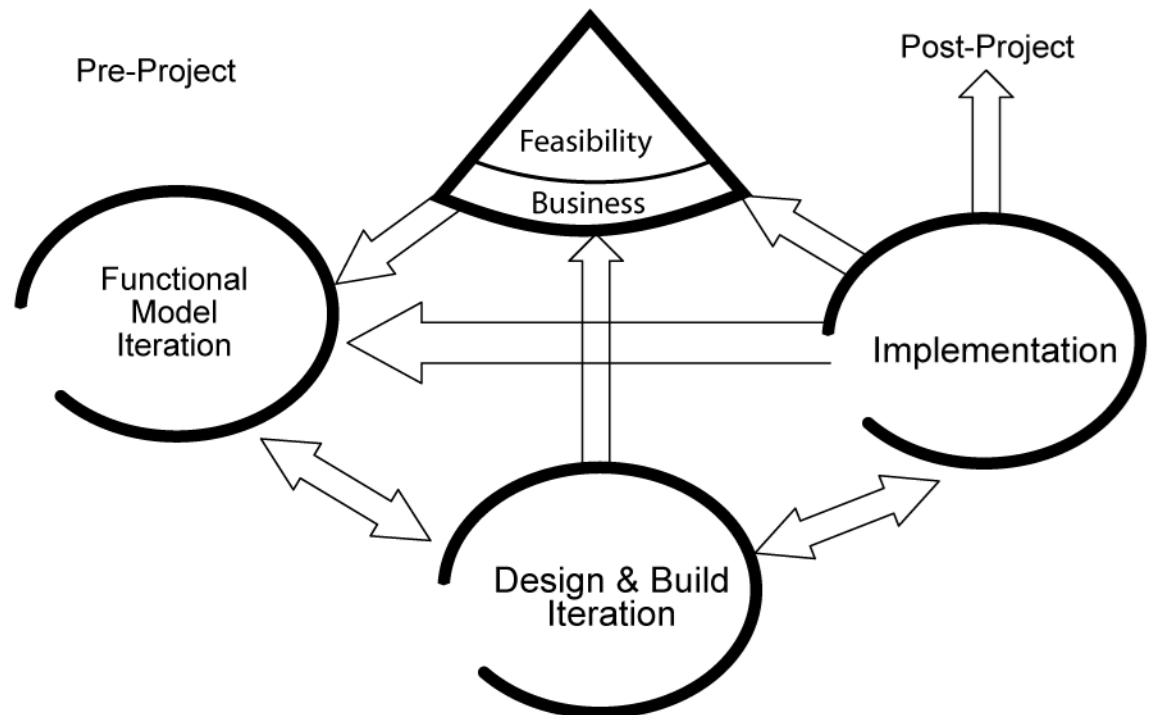 Pre-Project
Post-Project
Feasibility
Business
Functional
Model
Iteration
Implementation
Design & Build
Iteration